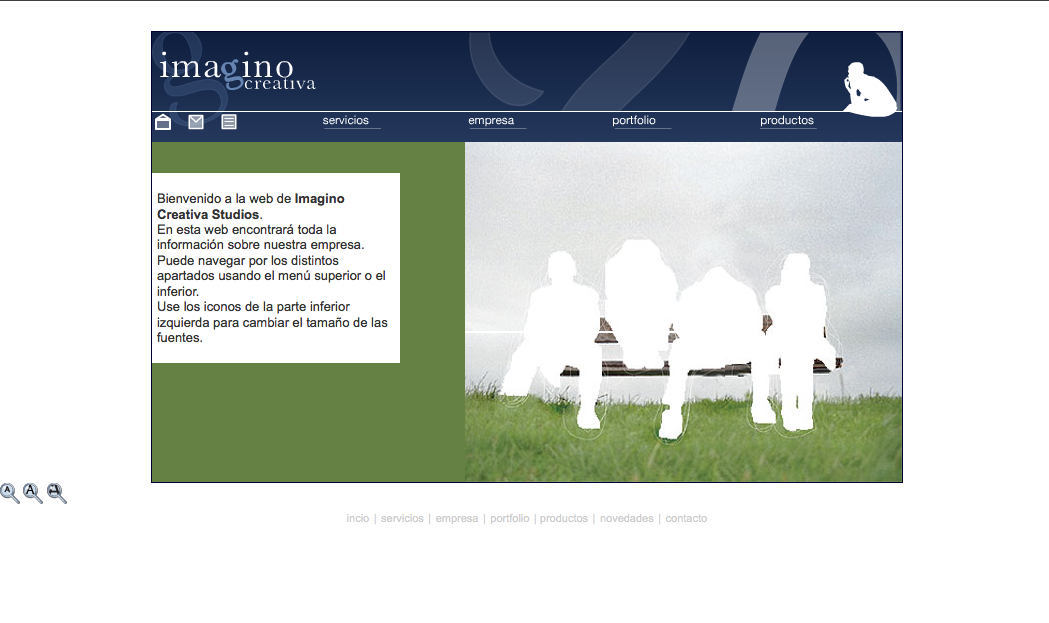 imagino
creativa
servicios empresa portfolio productos
Bienvenido a la web de Imagino
Creativa Studios.
En esta web encontrará toda la
información sobre nuestra empresa.
Puede navegar por los distintos
apartados usando el menú superior o el
inferior.
Use los iconos de la parte inferior
izquierda para cambiar el tamaño de las
fuentes.
A A A
incio | servicios | empresa | portfolio | productos | novedades | contacto